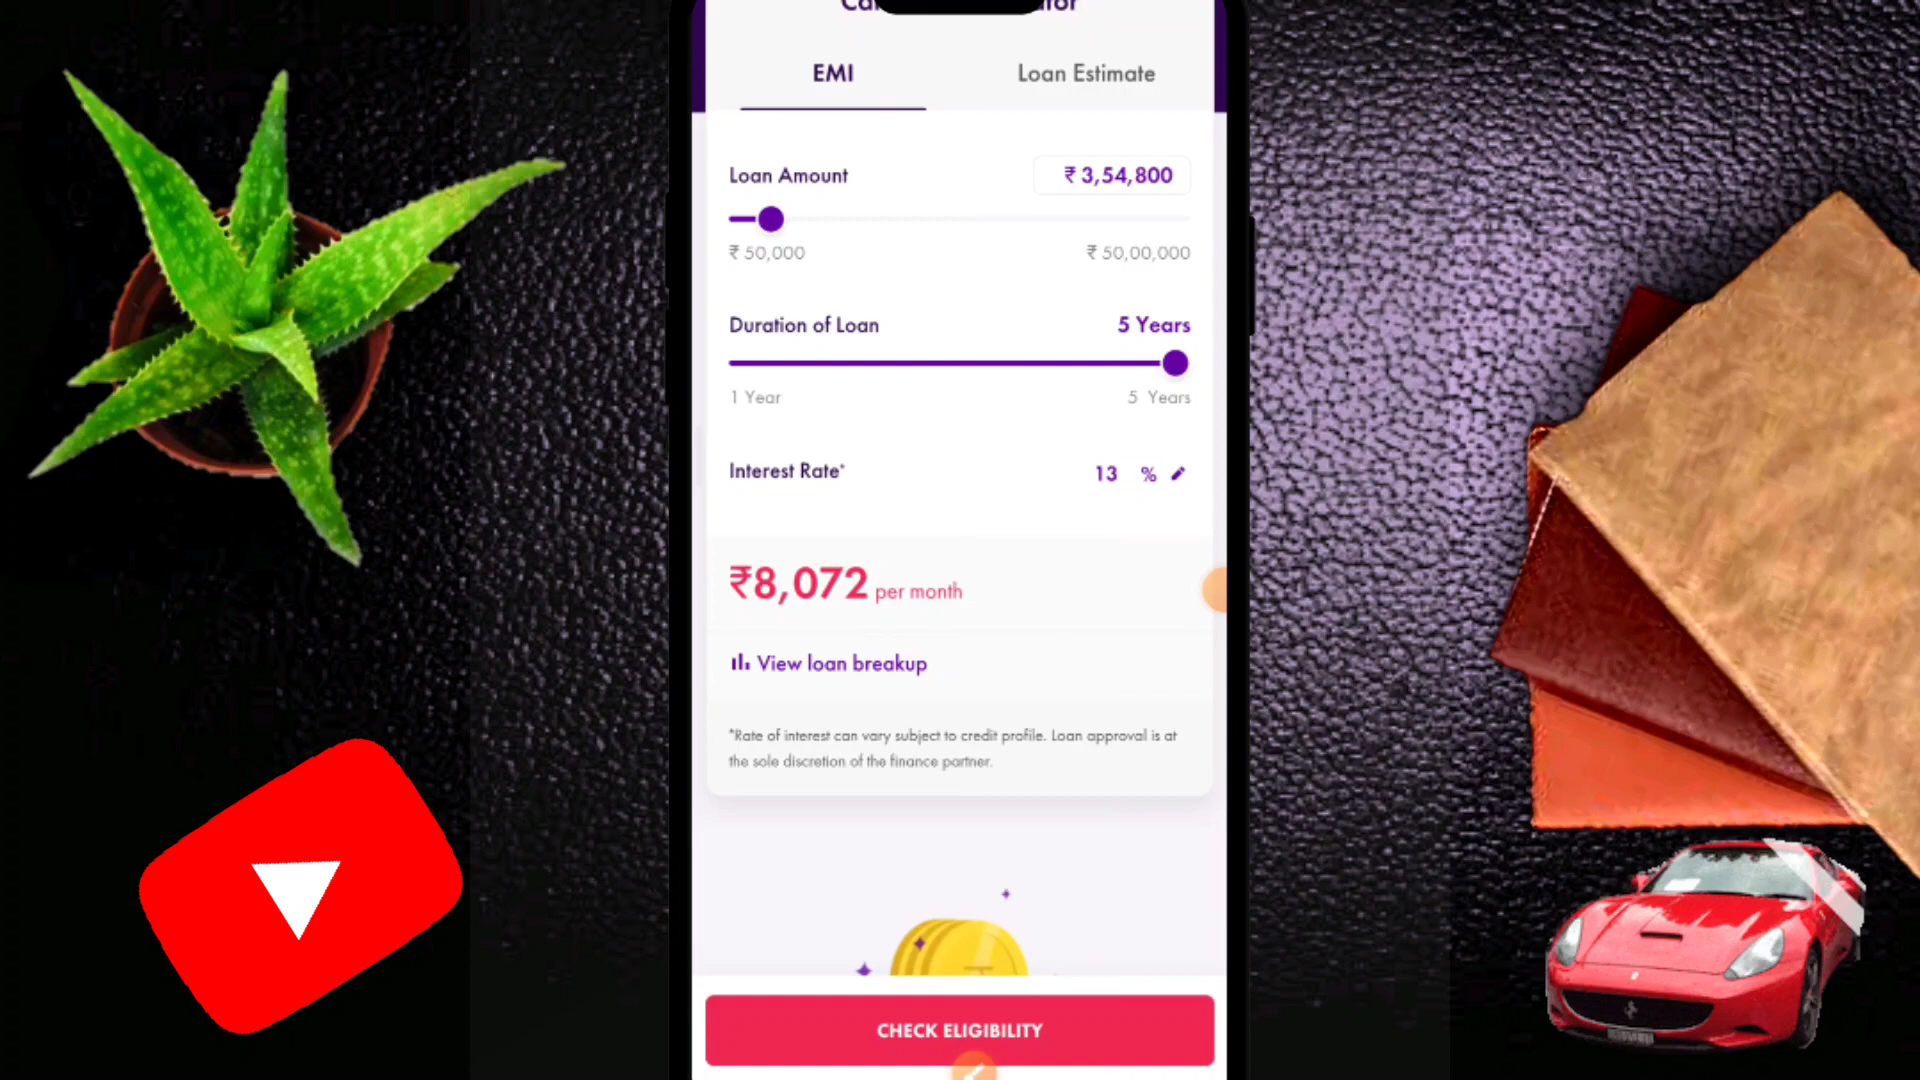 EMI
Loan Estimate
Loan Amount
₹ 3,54,800
₹ 50,000
₹ 50,00,000
Duration of Loan
5 Years
1 Year
5 Years
Interest Rate*
13 %
₹8,072 per month
View loan breakup
*Rate of interest can vary subject to credit profile. Loan approval is at
the sole discretion of the finance partner.
CHECK ELIGIBILITY